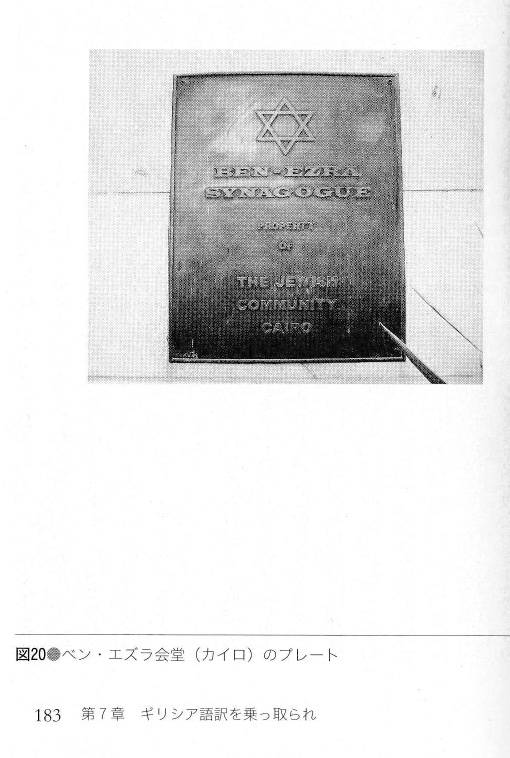 BEN-EZRA
SYNAGOGUE
PROPERTY
OF
THE JEWISH
COMMUNITY
CAIRO
図20●ベン・エズラ会堂（カイロ）のプレート
183 第7章 ギリシア語訳を乗っ取られ